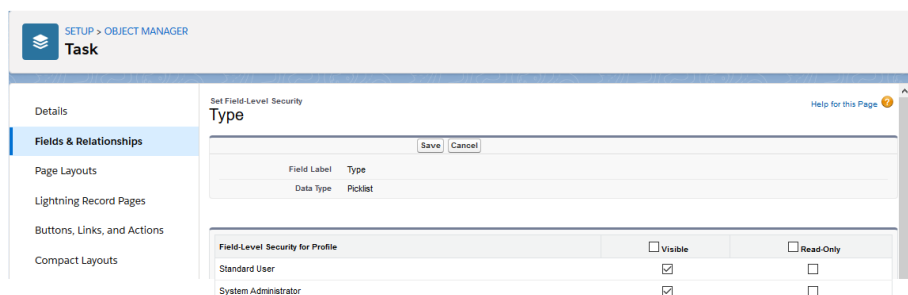 SETUP > OBJECT MANAGER
Task
Details
Fields & Relationships
Page Layouts
Lightning Record Pages
Buttons, Links, and Actions
Compact Layouts
Set Field-Level Security
Type
Help for this Page
Save Cancel
Field Label Type
Data Type Picklist
Field-Level Security for Profile Visible Read-Only
Standard User
System Administrator